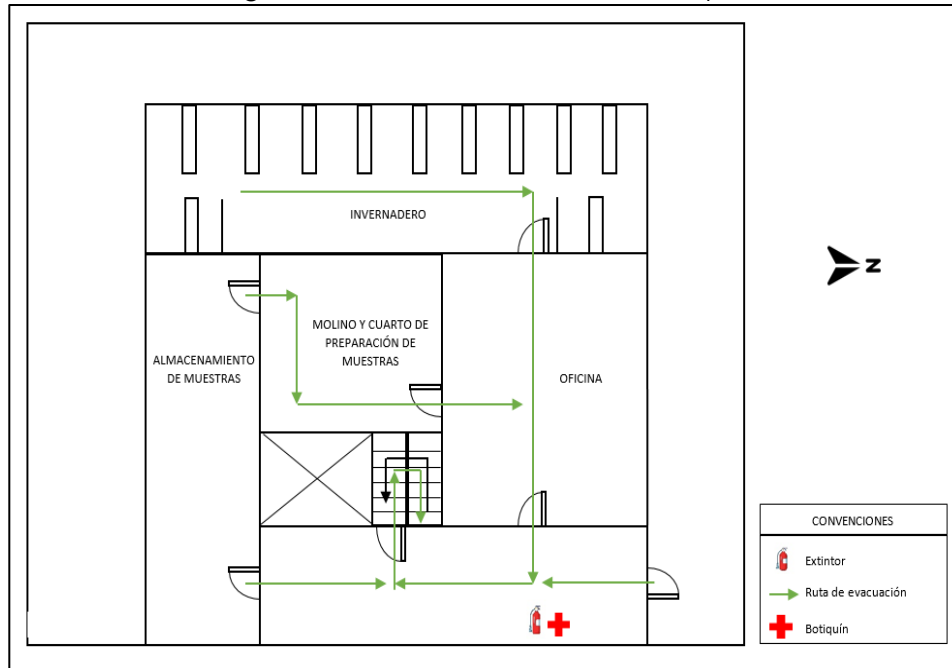 INVERNADERO
MOLINO Y CUARTO DE
PREPARACIÓN DE
MUESTRAS
ALMACENAMIENTO
DE MUESTRAS
OFICINA
N
CONVENCIONES
Extintor
Ruta de evacuación
Botiquín